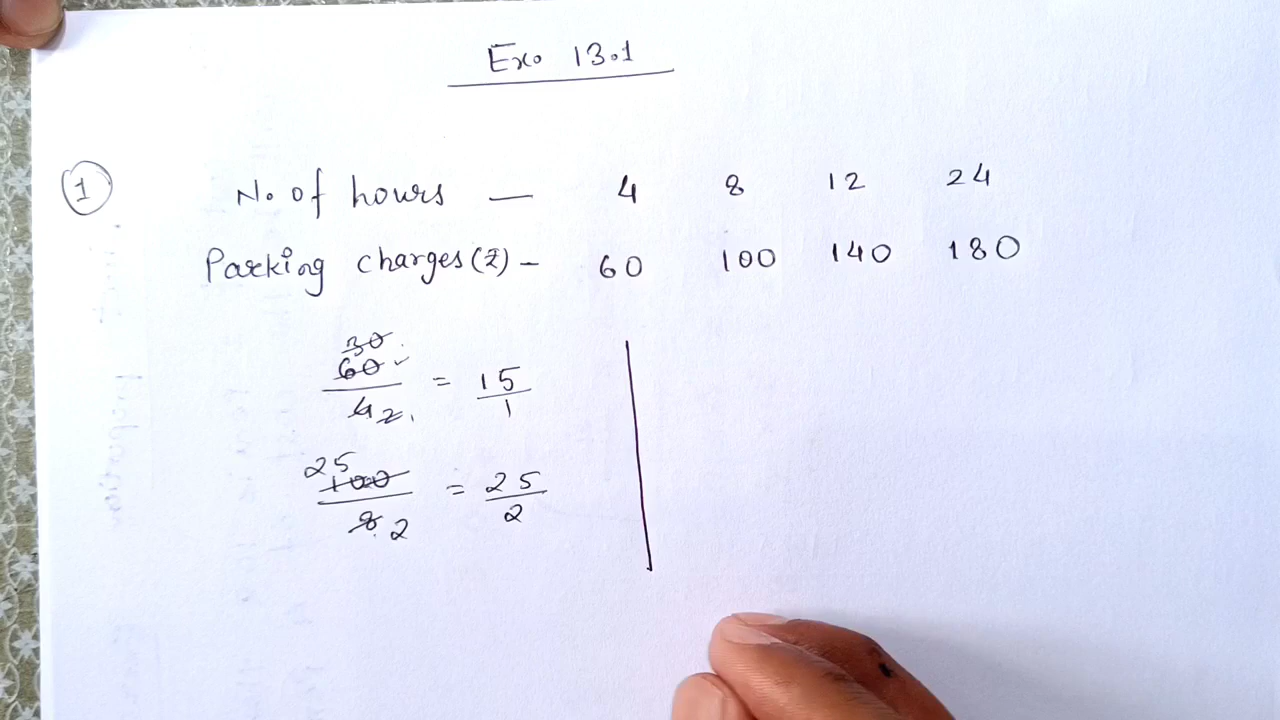 Ex. 13.1
1
No. of hours — 4 8 12 24
Parking charges (₹) - 60 100 140 180
30
60
4 2 = 15/1
25
100
8 2 = 25/2